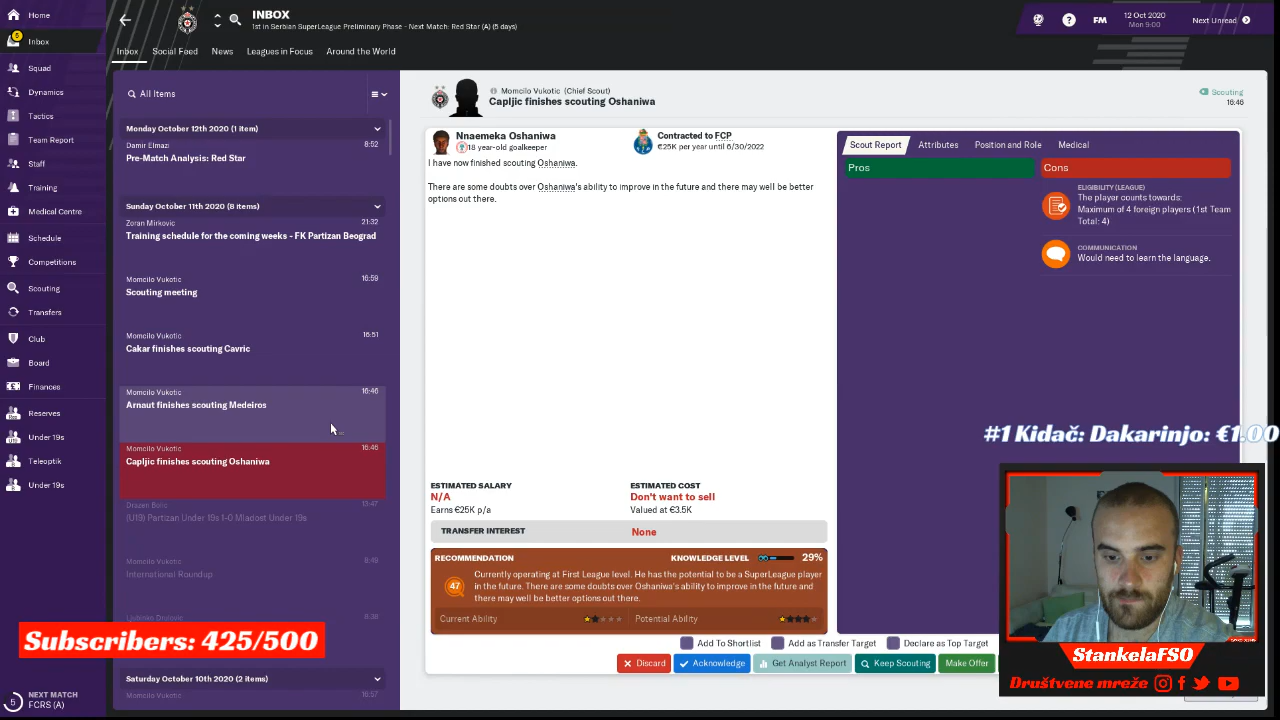 Home
Inbox
5
Squad
Dynamics
Tactics
Team Report
Staff
Training
Medical Centre
Schedule
Competitions
Scouting
Transfers
Club
Board
Finances
Reserves
Under 19s
Teleoptik
Under 19s
5
NEXT MATCH
FCRS (A)
INBOX
1st in Serbian SuperLeague Preliminary Phase - Next Match: Red Star (A) (5 days)
FM
12 Oct 2020
Mon 9:00
Next Unread
Inbox Social Feed News Leagues in Focus Around the World
All Items
Monday October 12th 2020 (1 item)
Damir Elmazi 8:52
Pre-Match Analysis: Red Star
Sunday October 11th 2020 (8 items)
Zoran Mirkovic 21:32
Training schedule for the coming weeks - FK Partizan Beograd
Momcilo Vukotic 16:59
Scouting meeting
Momcilo Vukotic 16:51
Cakar finishes scouting Cavric
Momcilo Vukotic 16:46
Arnaut finishes scouting Medeiros
Momcilo Vukotic 16:46
Capljic finishes scouting Oshaniwa
Drazen Bolic 13:47
(U19) Partizan Under 19s 1-0 Mladost Under 19s
Momcilo Vukotic 8:49
International Roundup
8:38
Saturday October 10th 2020 (2 items)
Momcilo Vukotic 16:57
Momcilo Vukotic (Chief Scout)
Capljic finishes scouting Oshaniwa
Scouting
16:46
Nnaemeka Oshaniwa
18 year-old goalkeeper
Contracted to FCP
€25K per year until 6/30/2022
I have now finished scouting Oshaniwa.
There are some doubts over Oshaniwa's ability to improve in the future and there may well be better
options out there.
ESTIMATED SALARY
N/A
Earns €25K p/a
ESTIMATED COST
Don't want to sell
Valued at €3.5K
TRANSFER INTEREST None
RECOMMENDATION KNOWLEDGE LEVEL 29%
47
Currently operating at First League level. He has the potential to be a SuperLeague player
in the future. There are some doubts over Oshaniwa's ability to improve in the future and
there may well be better options out there.
Current Ability Potential Ability
Scout Report Attributes Position and Role Medical
Pros
Cons
ELIGIBILITY (LEAGUE)
The player counts towards:
Maximum of 4 foreign players (1st Team
Total: 4)
COMMUNICATION
Would need to learn the language.
Add To Shortlist Add as Transfer Target Declare as Top Target
Discard Acknowledge Get Analyst Report Keep Scouting Make Offer
#1 Kidač: Dakarinjo: €1.00
Subscribers: 425/500
StankelaFSO
Društvene mreže